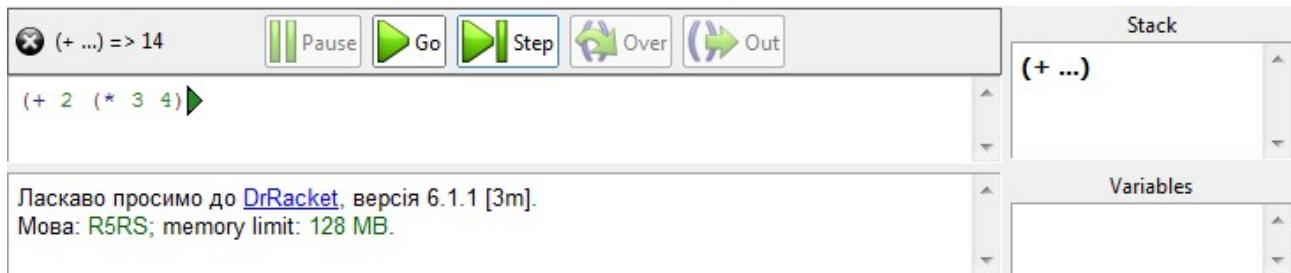 (+ ...) => 14 Pause Go Step Over Out
(+ 2 (* 3 4)
Ласкаво просимо до DrRacket, версія 6.1.1 [3m].
Мова: R5RS; memory limit: 128 MB.
Stack
(+ ...)
Variables